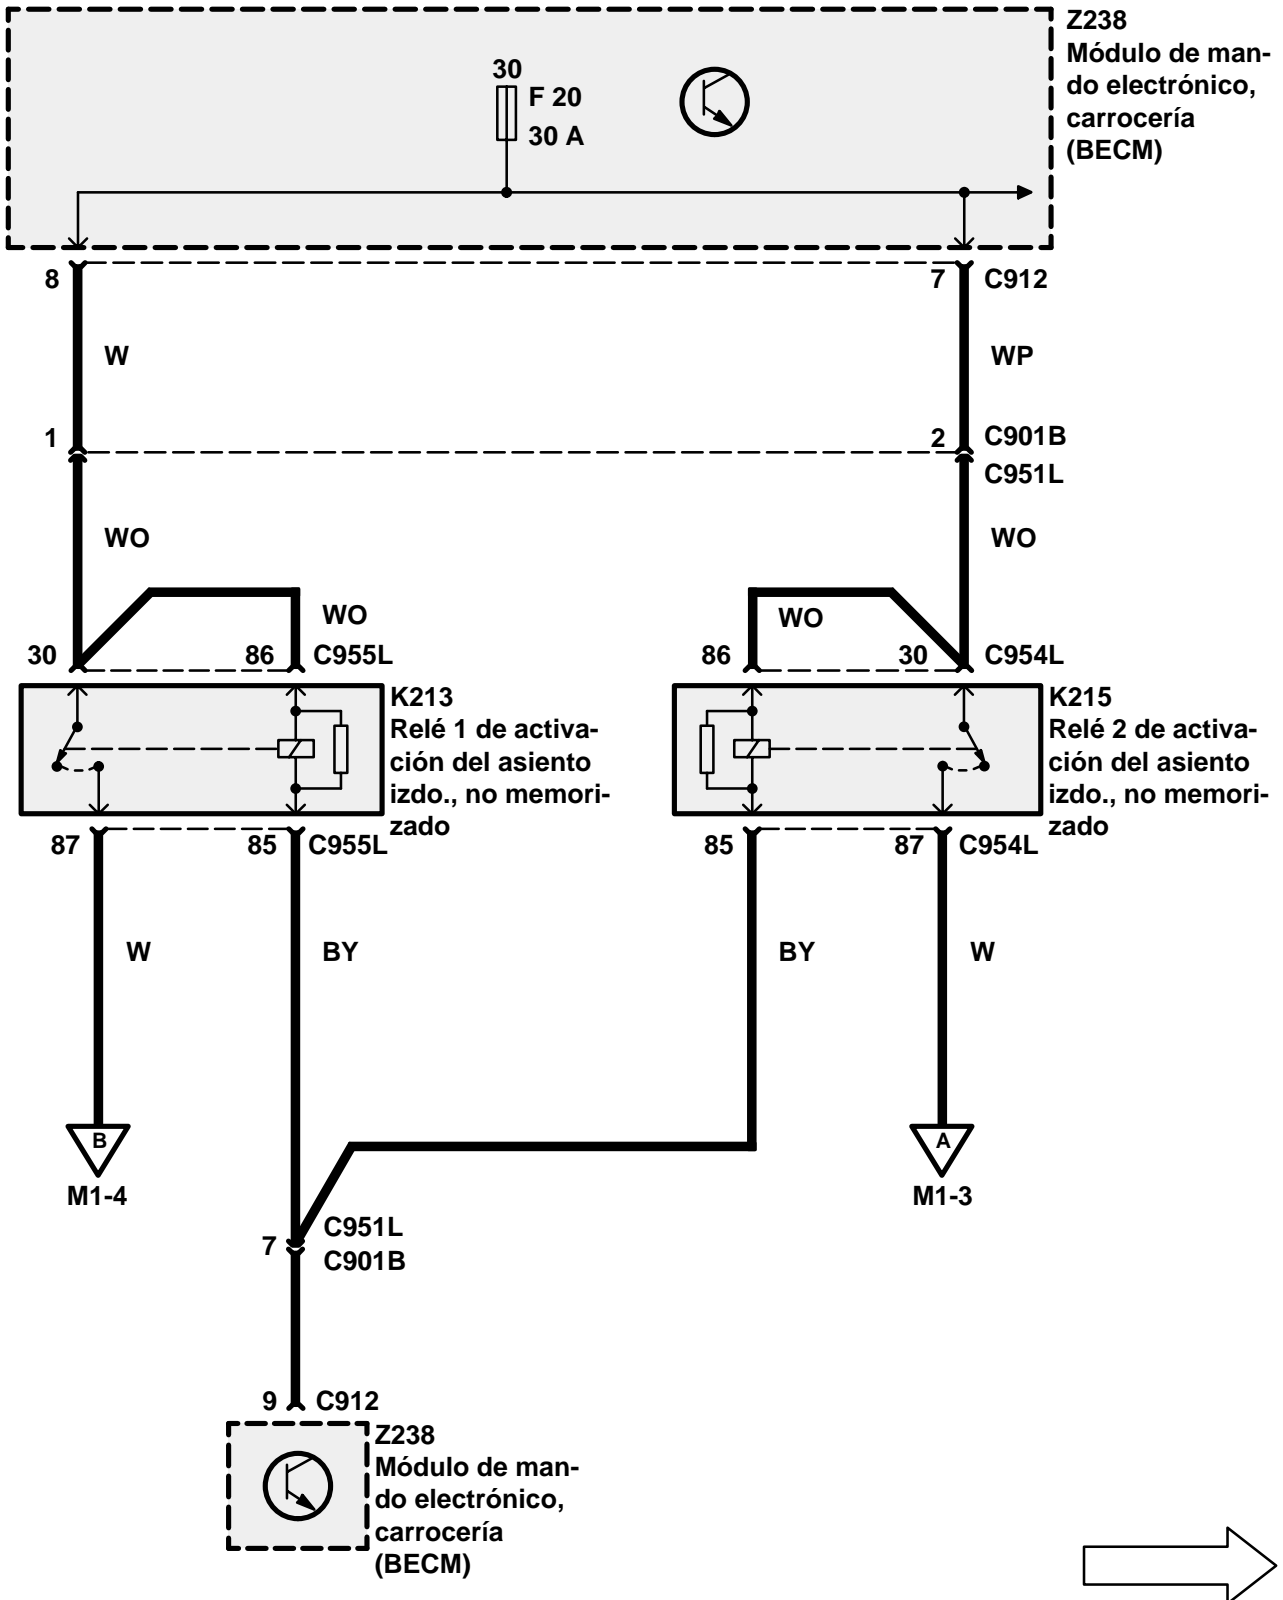 Z238
Módulo de man-
do electrónico,
carrocería
(BECM)
30
F 20
30 A
8
7
C912
W
WP
1
2
C901B
C951L
WO
WO
WO
WO
30
86
C955L
86
30
C954L
K213
Relé 1 de activa-
ción del asiento
izdo., no memori-
zado
K215
Relé 2 de activa-
ción del asiento
izdo., no memori-
zado
87
85
C955L
85
87
C954L
W
BY
BY
W
B
M1-4
A
M1-3
7
C951L
C901B
9
C912
Z238
Módulo de man-
do electrónico,
carrocería
(BECM)